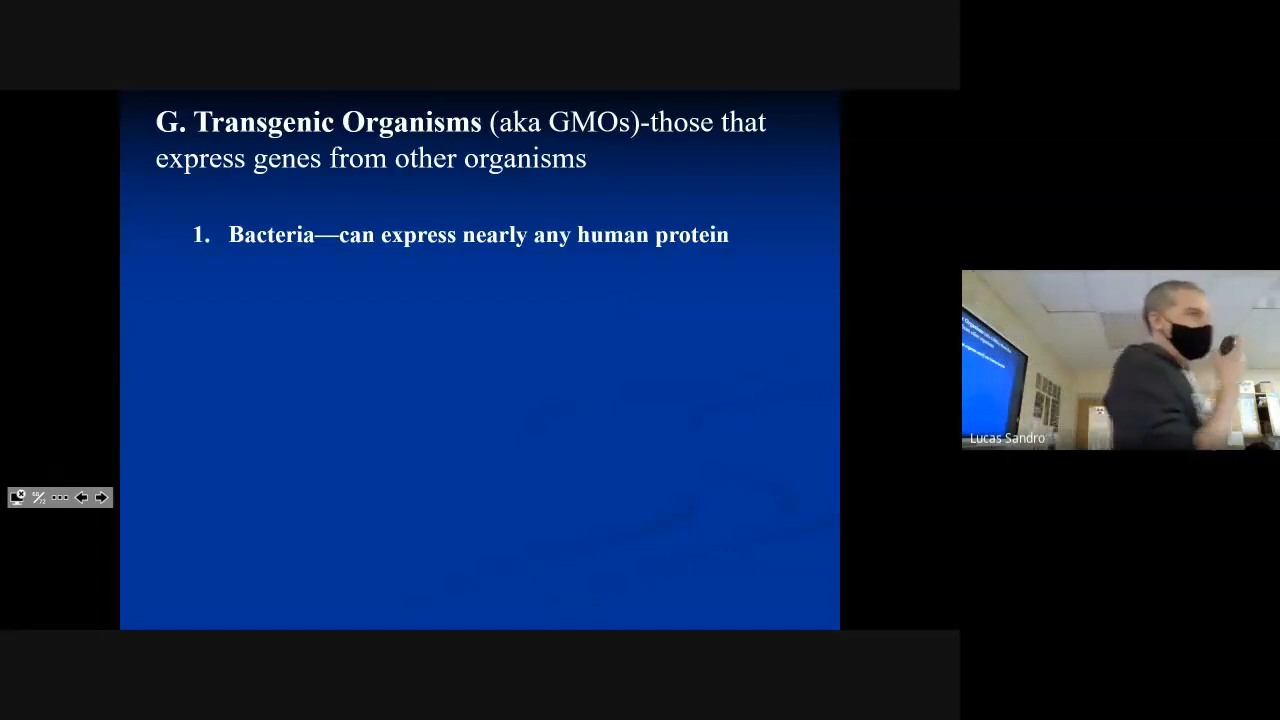 G. Transgenic Organisms (aka GMOs)-those that
express genes from other organisms
1. Bacteria—can express nearly any human protein
Lucas Sandro